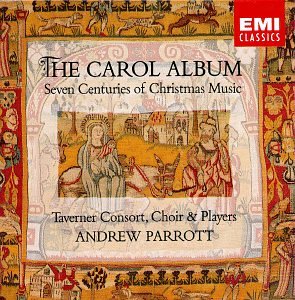 EMI
CLASSICS
THE CAROL ALBUM
Seven Centuries of Christmas Music
Taverner Consort, Choir & Players
ANDREW PARROTT